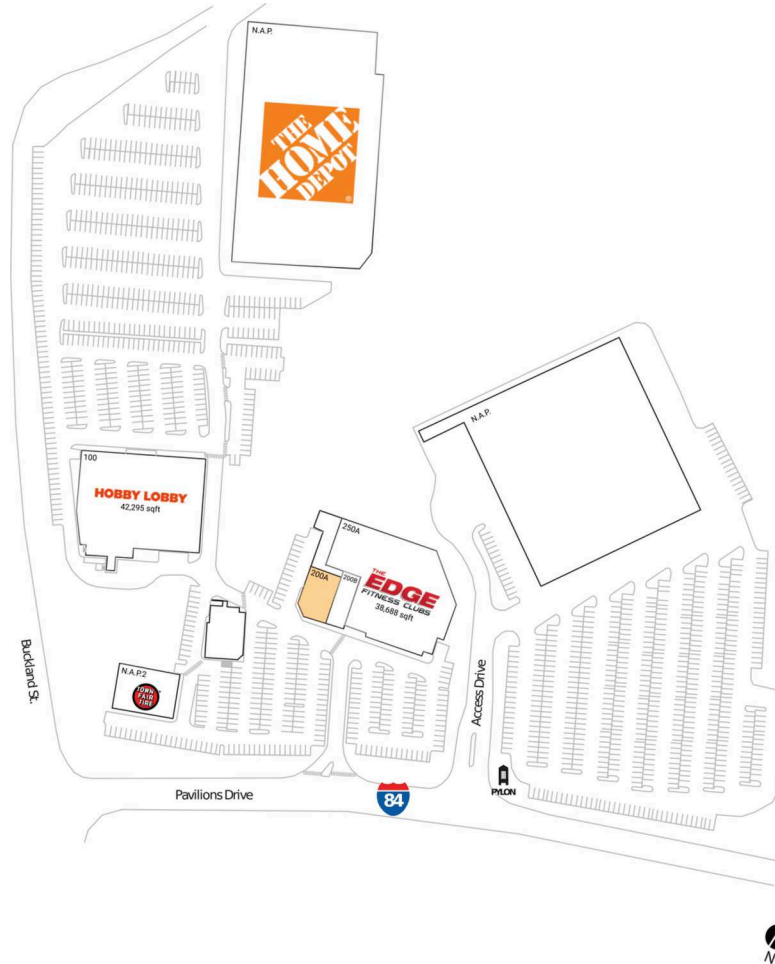 N.A.P.
THE
HOME
DEPOT
®
N.A.P.
100
HOBBY LOBBY
42,295 sqft
250A
200A
200B
THE
EDGE
FITNESS CLUBS
38,688 sqft
Buckland St.
N.A.P.2
TOWN
FAIR
TIRE
Access Drive
PYLON
Pavilions Drive
84
N